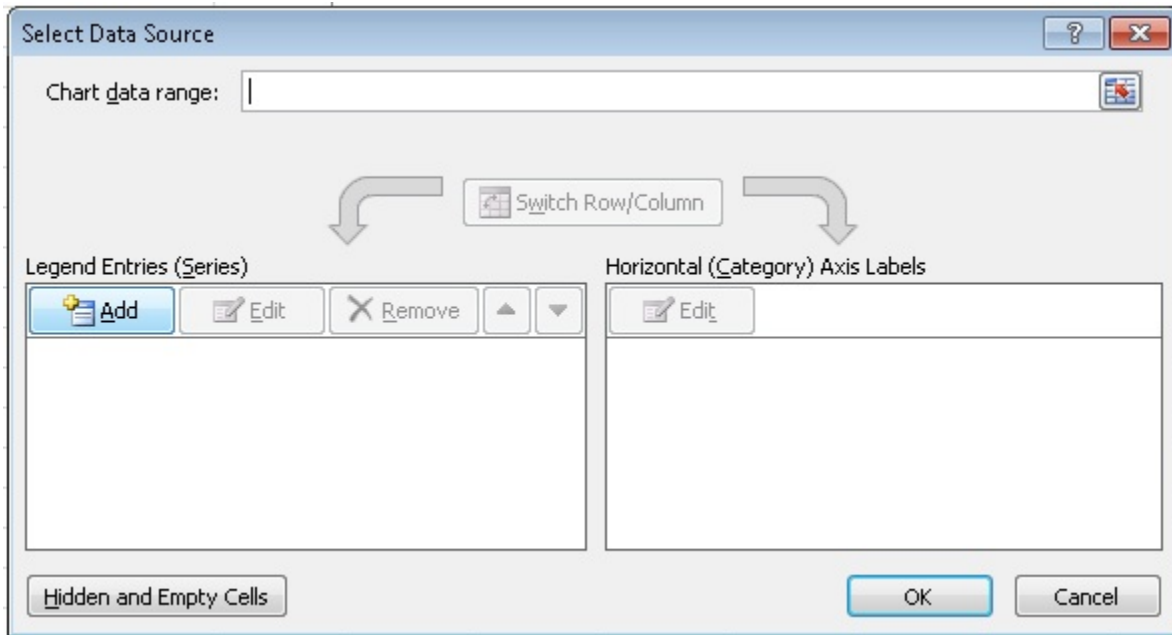 Select Data Source
Chart data range:
Switch Row/Column
Legend Entries (Series)
Horizontal (Category) Axis Labels
Add Edit Remove
Edit
Hidden and Empty Cells
OK
Cancel